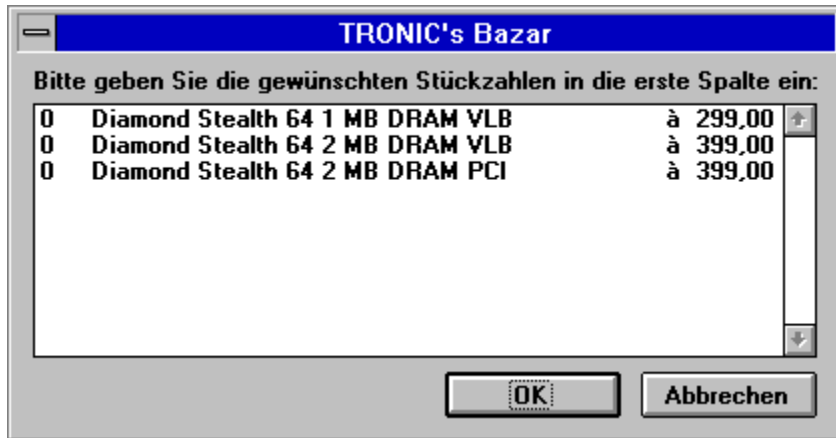 TRONIC's Bazar
Bitte geben Sie die gewünschten Stückzahlen in die erste Spalte ein:
0 Diamond Stealth 64 1 MB DRAM VLB à 299,00
0 Diamond Stealth 64 2 MB DRAM VLB à 399,00
0 Diamond Stealth 64 2 MB DRAM PCI à 399,00
OK Abbrechen